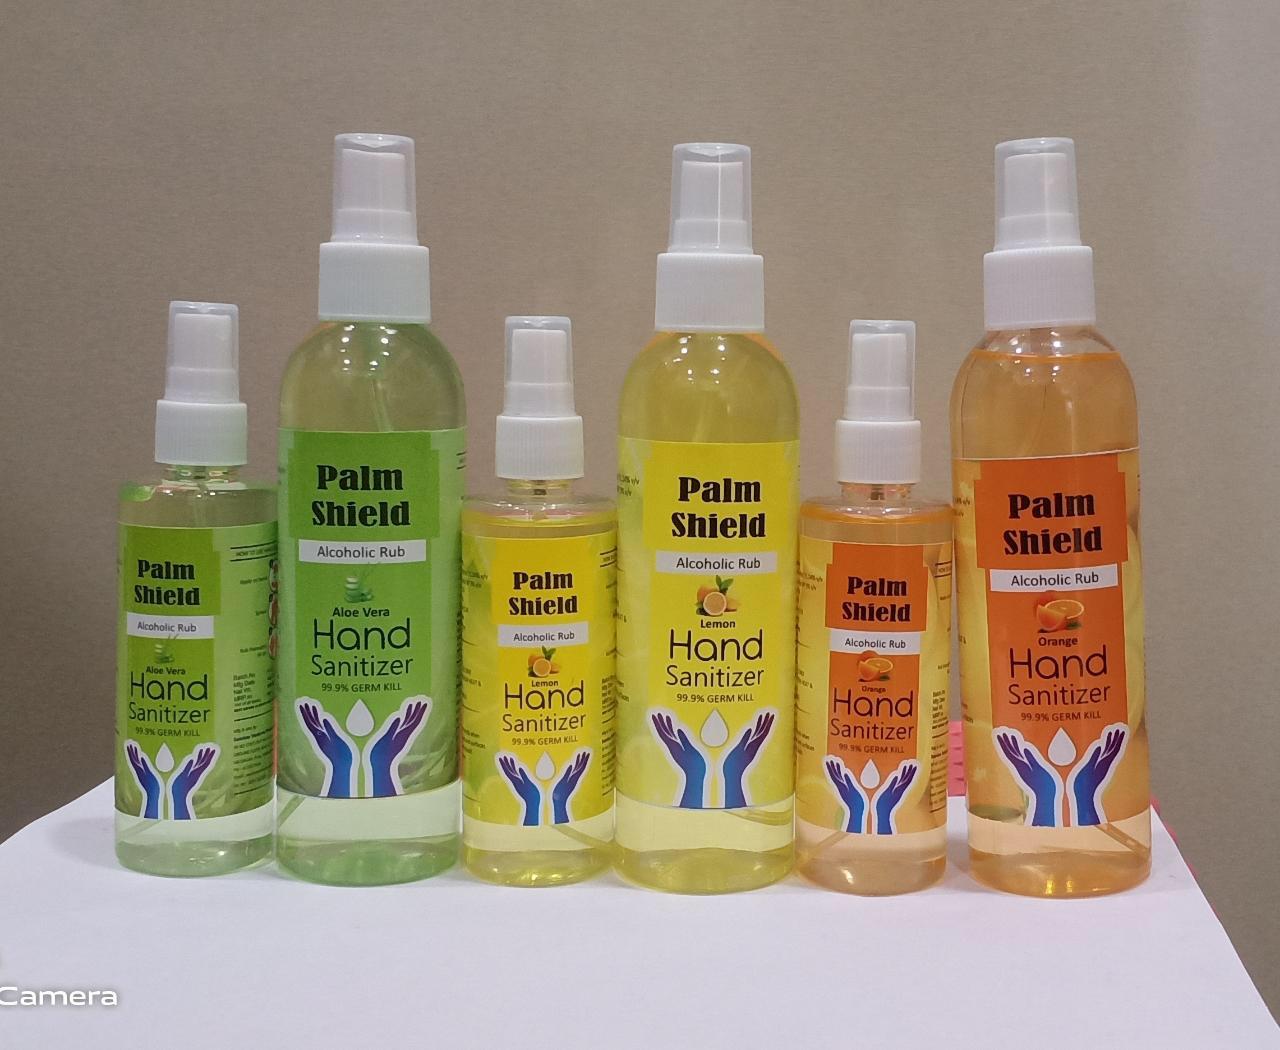 Palm
Shield
Alcoholic Rub
Aloe Vera
Hand
Sanitizer
99.9% GERM KILL
Palm
Shield
Alcoholic Rub
Aloe Vera
Hand
Sanitizer
99.9% GERM KILL
Palm
Shield
Alcoholic Rub
Lemon
Hand
Sanitizer
99.9% GERM KILL
Palm
Shield
Alcoholic Rub
Lemon
Hand
Sanitizer
99.9% GERM KILL
Palm
Shield
Alcoholic Rub
Orange
Hand
Sanitizer
99.9% GERM KILL
Palm
Shield
Alcoholic Rub
Orange
Hand
Sanitizer
99.9% GERM KILL
Camera